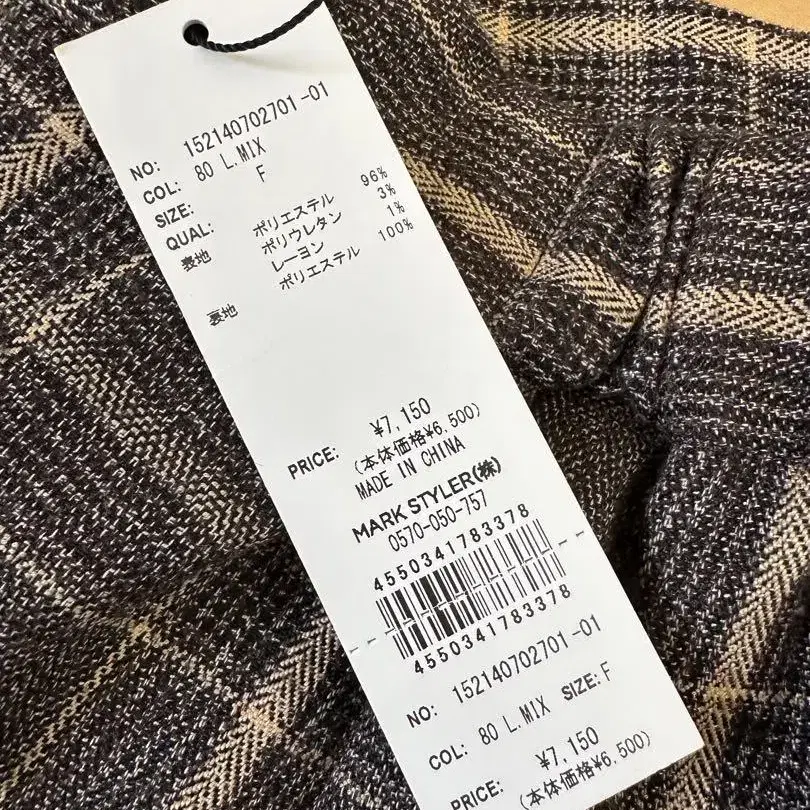 NO: 152140702701-01
COL: 80 L.MIX
SIZE: F
QUAL:
表地 ポリエステル 96%
ポリウレタン 3%
レーヨン 1%
裏地 ポリエステル 100%
PRICE: ¥7,150
(本体価格¥6,500)
MADE IN CHINA
MARK STYLER(株)
0570-050-757
4550341783378
4550341783378
NO: 152140702701-01
COL: 80 L.MIX SIZE: F
PRICE: ¥7,150
(本体価格¥6,500)